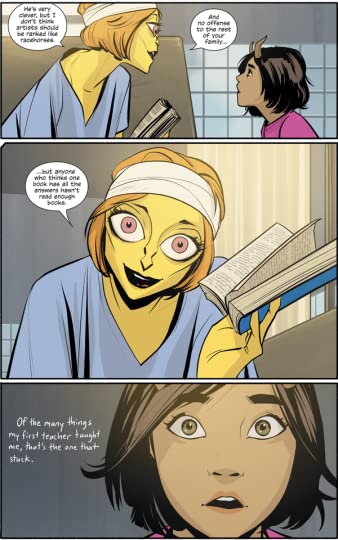 He's very
clever, but I
don't think
artists should
be ranked like
racehorses.
And
no offense
to the rest
of your
family...
...but anyone
who thinks one
book has all the
answers hasn't
read enough
books.
Of the many things
my first teacher taught
me, that's the one that
stuck.